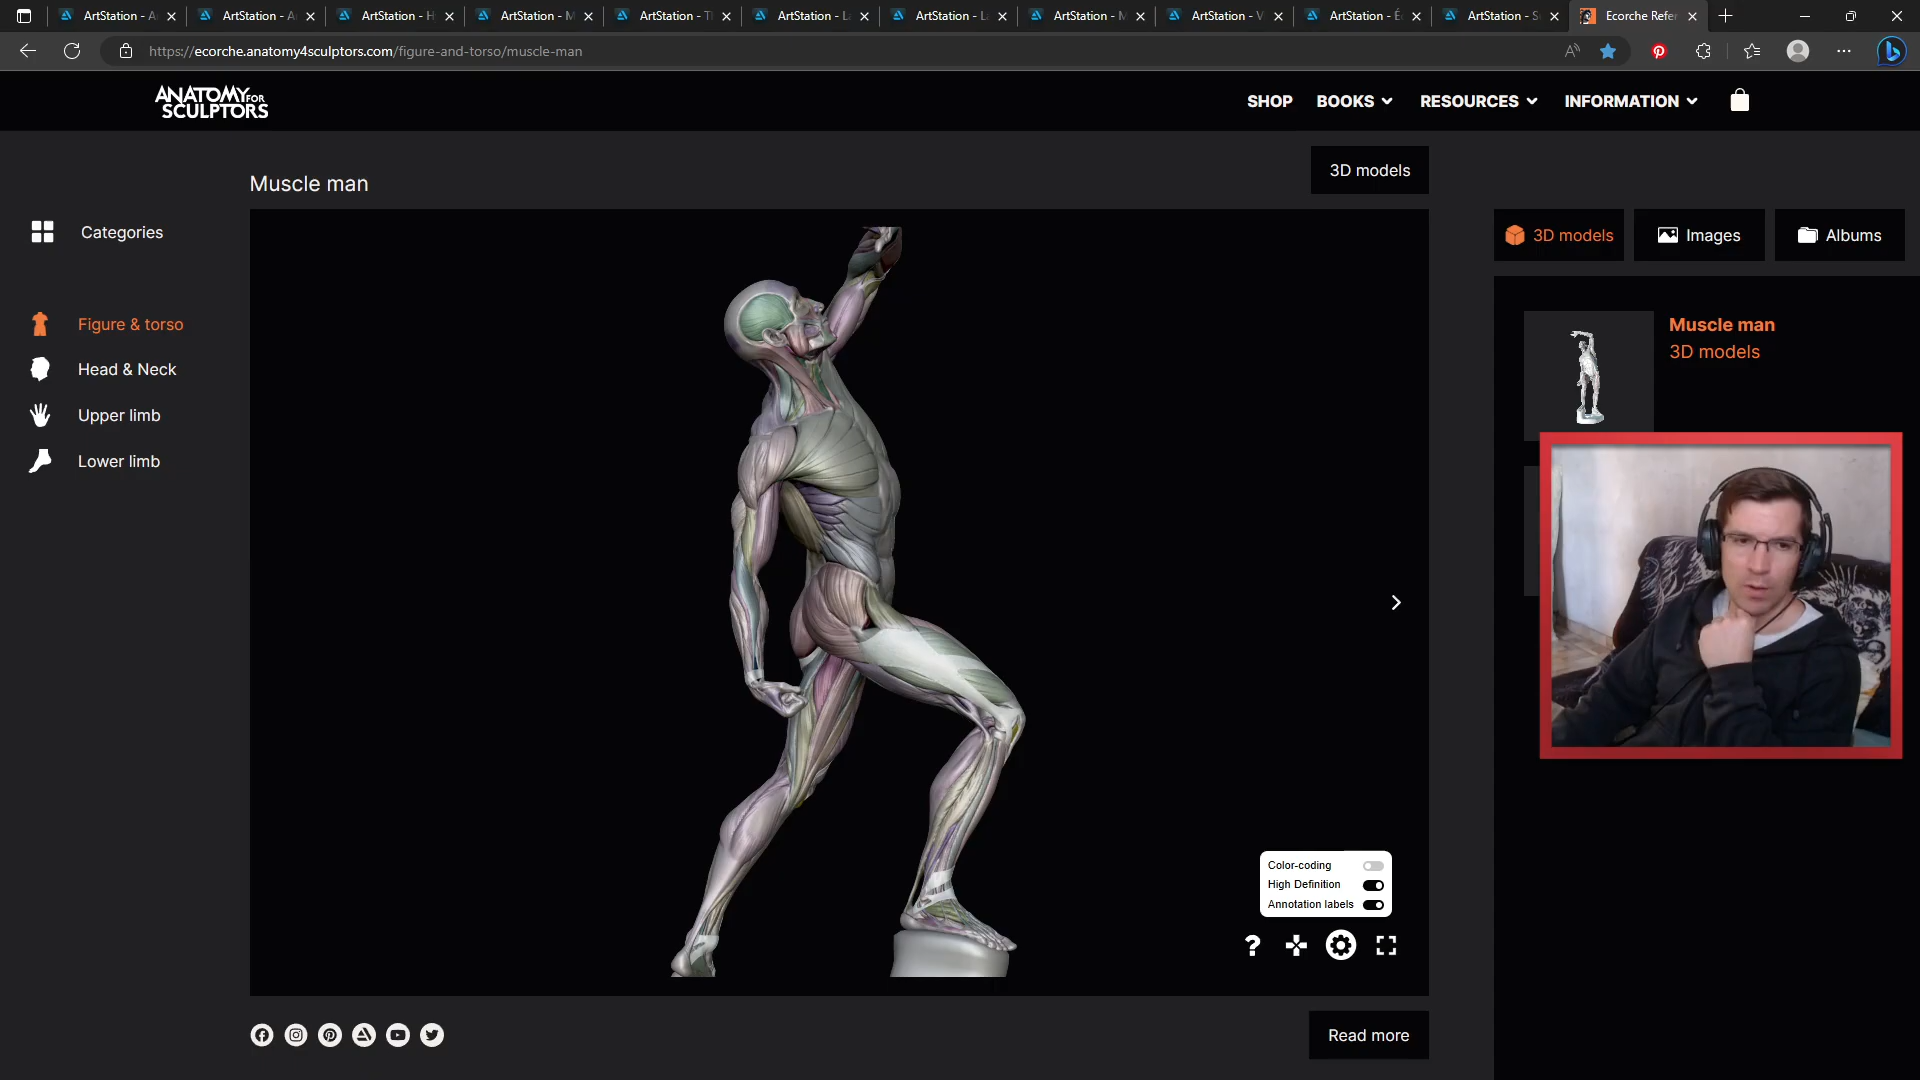 ArtStation - A
ArtStation - A
ArtStation - H
ArtStation - M
ArtStation - T
ArtStation - L
ArtStation - L
ArtStation - M
ArtStation - V
ArtStation - É
ArtStation - S
Ecorche Refe
https://ecorche.anatomy4sculptors.com/figure-and-torso/muscle-man
ANATOMY FOR
SCULPTORS
SHOP
BOOKS
RESOURCES
INFORMATION
Muscle man
3D models
Categories
Figure & torso
Head & Neck
Upper limb
Lower limb
3D models
Images
Albums
Muscle man
3D models
Color-coding
High Definition
Annotation labels
?
Read more